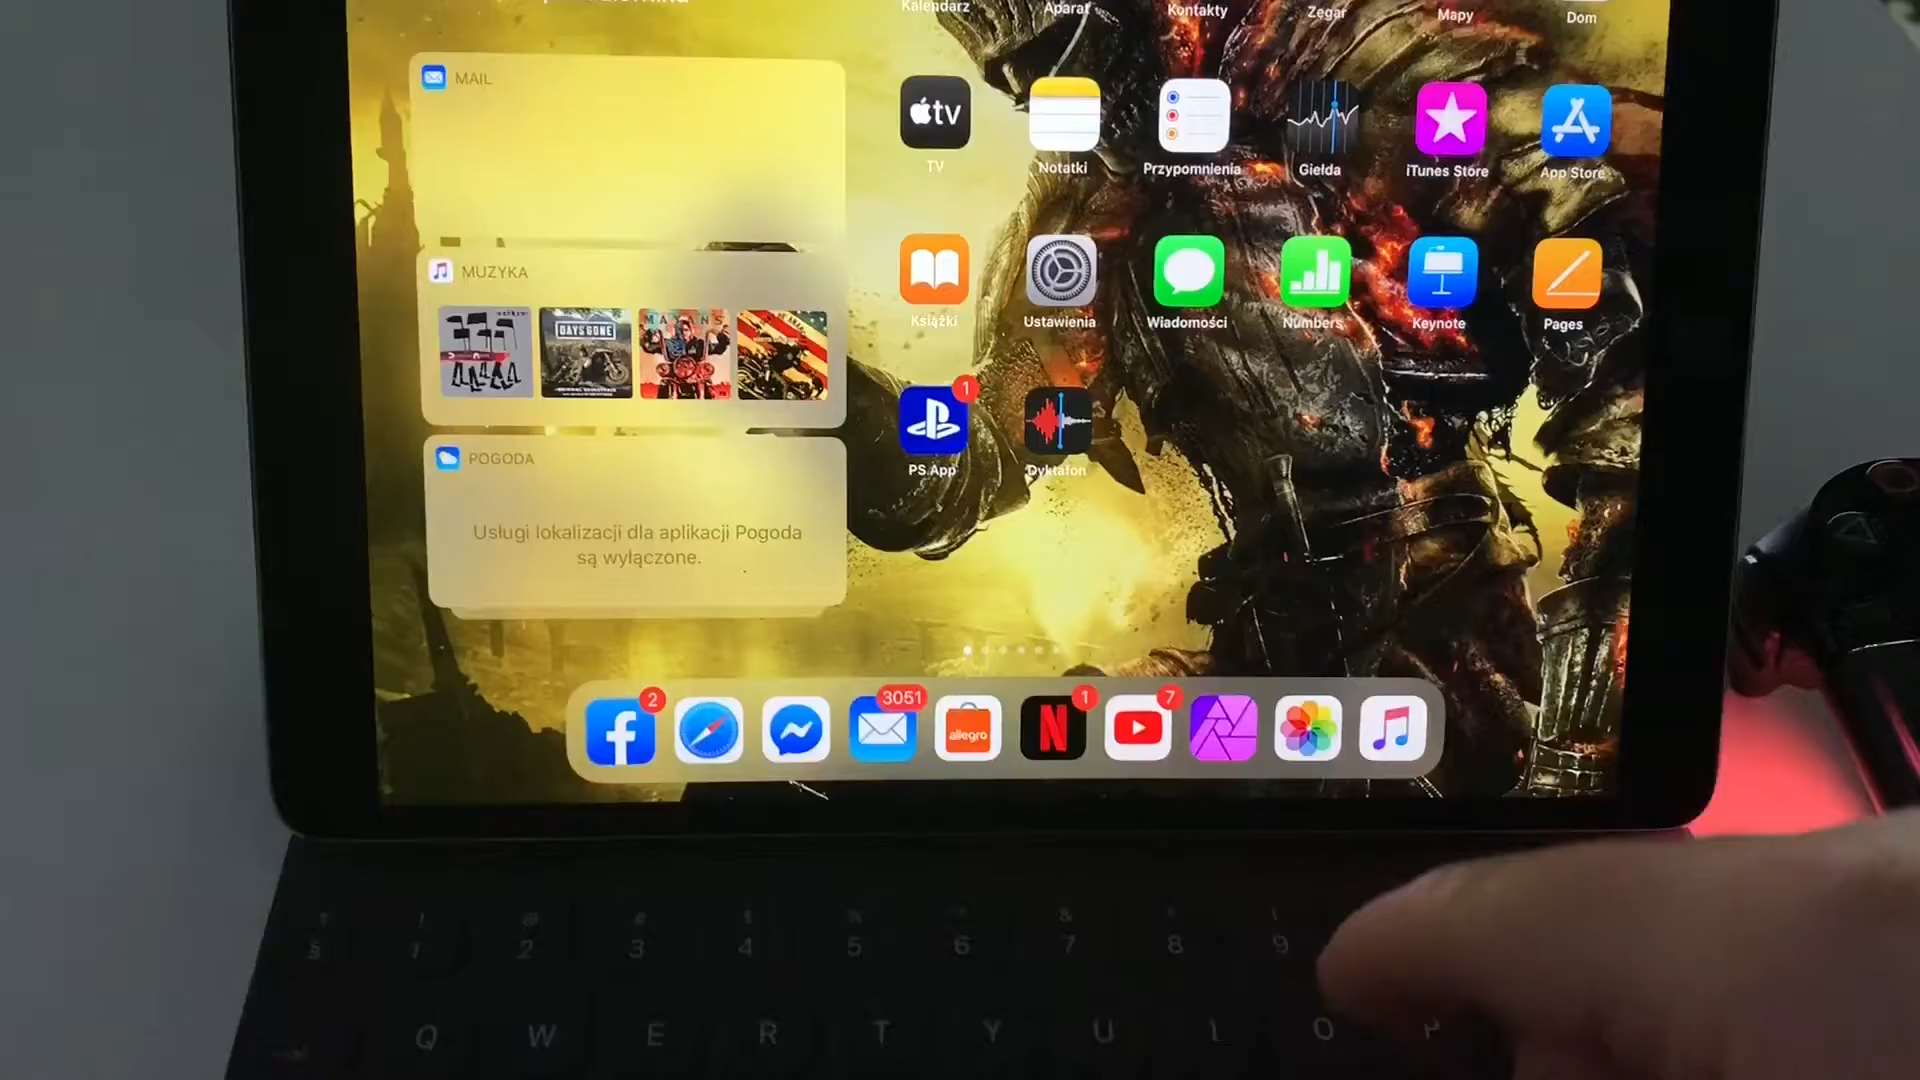 Kalendarz
Aparat
Kontakty
Zegar
Mapy
Dom
MAIL
tv
TV
Notatki
Przypomnienia
Giełda
iTunes Store
App Store
MUZYKA
DAYS GONE
MAYANS
Książki
Ustawienia
Wiadomości
Numbers
Keynote
Pages
1
PS App
Dyktafon
POGODA
Usługi lokalizacji dla aplikacji Pogoda
są wyłączone.
2
3051
1
7
allegro
§ 1 2 3 4 5 6 7 8 9
Q W E R T Y U I O P